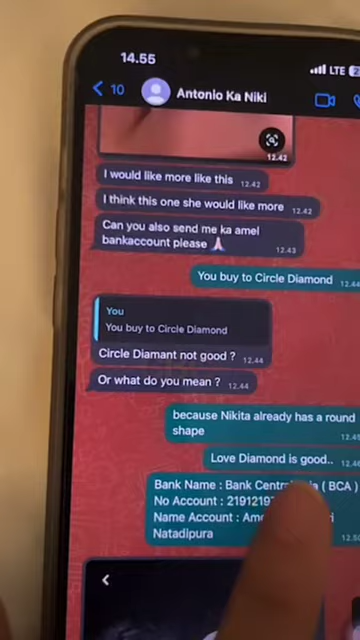 14.55
LTE
10
Antonio Ka Niki
12.42
I would like more like this 12.42
I think this one she would like more 12.42
Can you also send me ka amel
bankaccount please 🙏 12.43
You buy to Circle Diamond 12.44
You
You buy to Circle Diamond
Circle Diamant not good ? 12.44
Or what do you mean ? 12.44
because Nikita already has a round
shape
Love Diamond is good..
Bank Name : Bank ( BCA )
No Account :
Name Account :
Natadipura